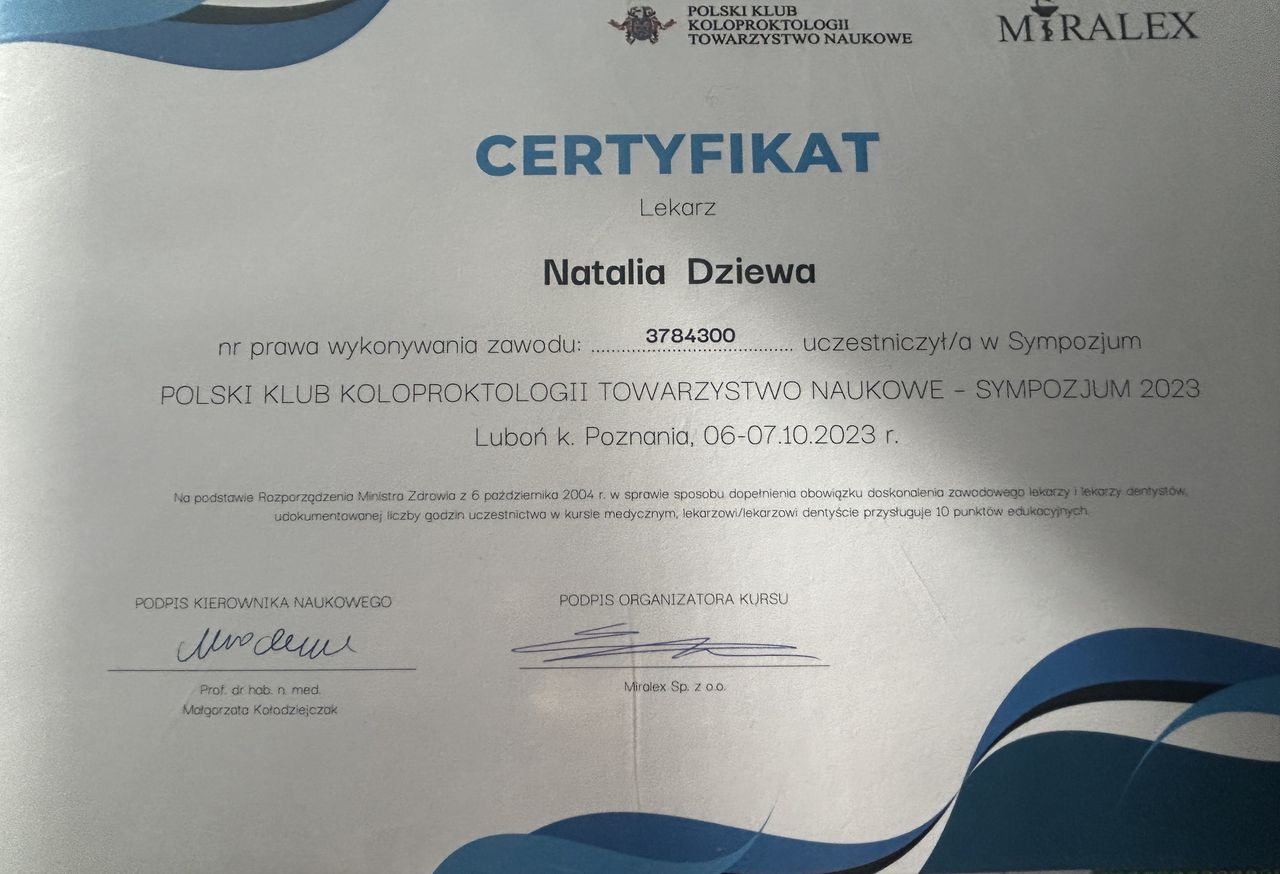 POLSKI KLUB
KOLOPROKTOLOGII
TOWARZYSTWO NAUKOWE
MIRALEX
CERTYFIKAT
Lekarz
Natalia Dziewa
nr prawa wykonywania zawodu: ..........3784300.......... uczestniczył/a w Sympozjum
POLSKI KLUB KOLOPROKTOLOGII TOWARZYSTWO NAUKOWE – SYMPOZJUM 2023
Luboń k. Poznania, 06-07.10.2023 r.
Na podstawie Rozporządzenia Ministra Zdrowia z 6 października 2004 r. w sprawie sposobu dopełnienia obowiązku doskonalenia zawodowego lekarzy i lekarzy dentystów,
udokumentowanej liczby godzin uczestnictwa w kursie medycznym, lekarzowi/lekarzowi dentyście przysługuje 10 punktów edukacyjnych.
PODPIS KIEROWNIKA NAUKOWEGO
PODPIS ORGANIZATORA KURSU
Prof. dr hab. n. med.
Małgorzata Kołodziejczak
Miralex Sp. z o.o.